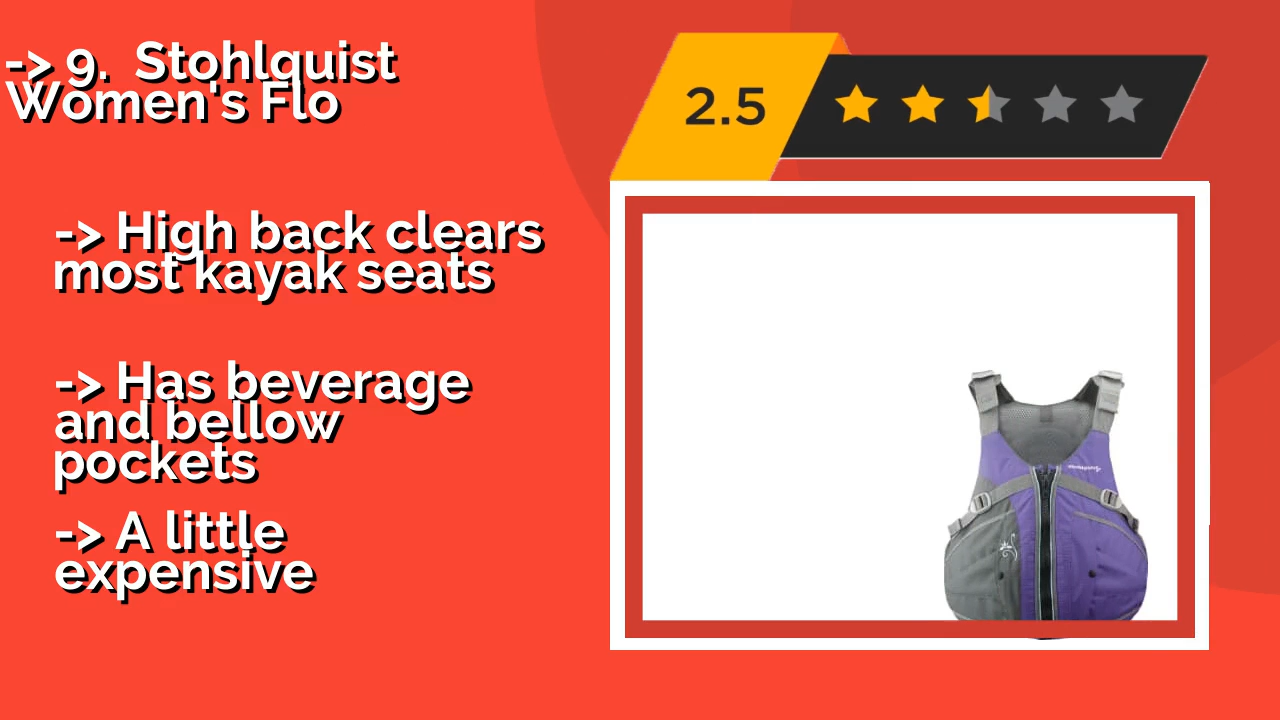 -> 9.  Stohlquist
Women's Flo
2.5
-> High back clears
most kayak seats
-> Has beverage
and bellow
pockets
-> A little
expensive